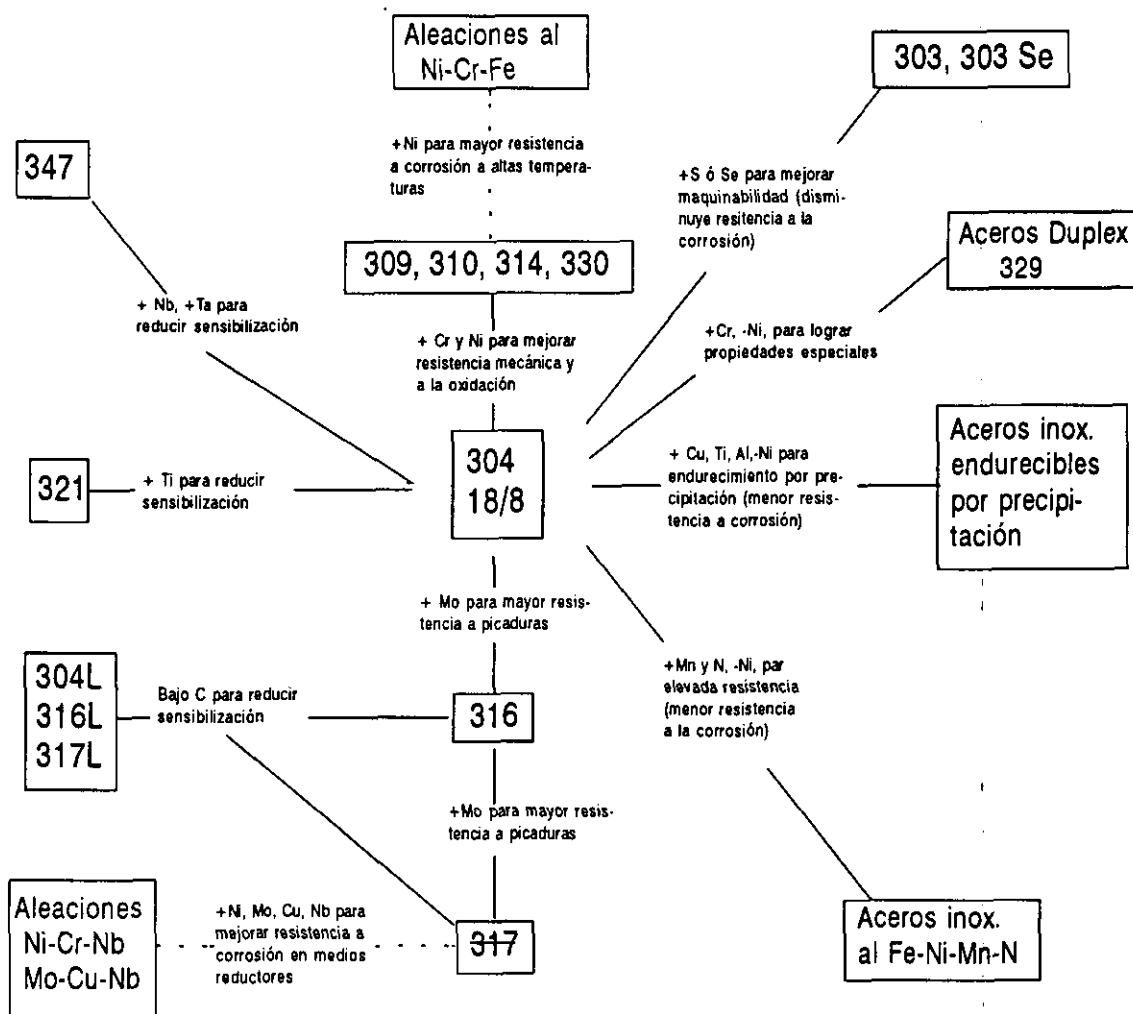 Aleaciones al
Ni-Cr-Fe
303, 303 Se
+Ni para mayor resistencia
a corrosión a altas tempera-
turas
347
+S ó Se para mejorar
maquinabilidad (dismi-
nuye resitencia a la
corrosión)
Aceros Duplex
329
309, 310, 314, 330
+ Nb, +Ta para
reducir sensibilización
+ Cr y Ni para mejorar
resistencia mecánica y
a la oxidación
+Cr, -Ni, para lograr
propiedades especiales
304
18/8
Aceros inox.
endurecibles
por precipi-
tación
321
+ Ti para reducir
sensibilización
+ Cu, Ti, Al,-Ni para
endurecimiento por pre-
cipitación (menor resis-
tencia a corrosión)
+ Mo para mayor resis-
tencia a picaduras
304L
316L
317L
Bajo C para reducir
sensibilización
316
+Mn y N, -Ni, par
elevada resistencia
(menor resistencia
a la corrosión)
+Mo para mayor resis-
tencia a picaduras
Aleaciones
Ni-Cr-Nb
Mo-Cu-Nb
+Ni, Mo, Cu, Nb para
mejorar resistencia a
corrosión en medios
reductores
317
Aceros inox.
al Fe-Ni-Mn-N